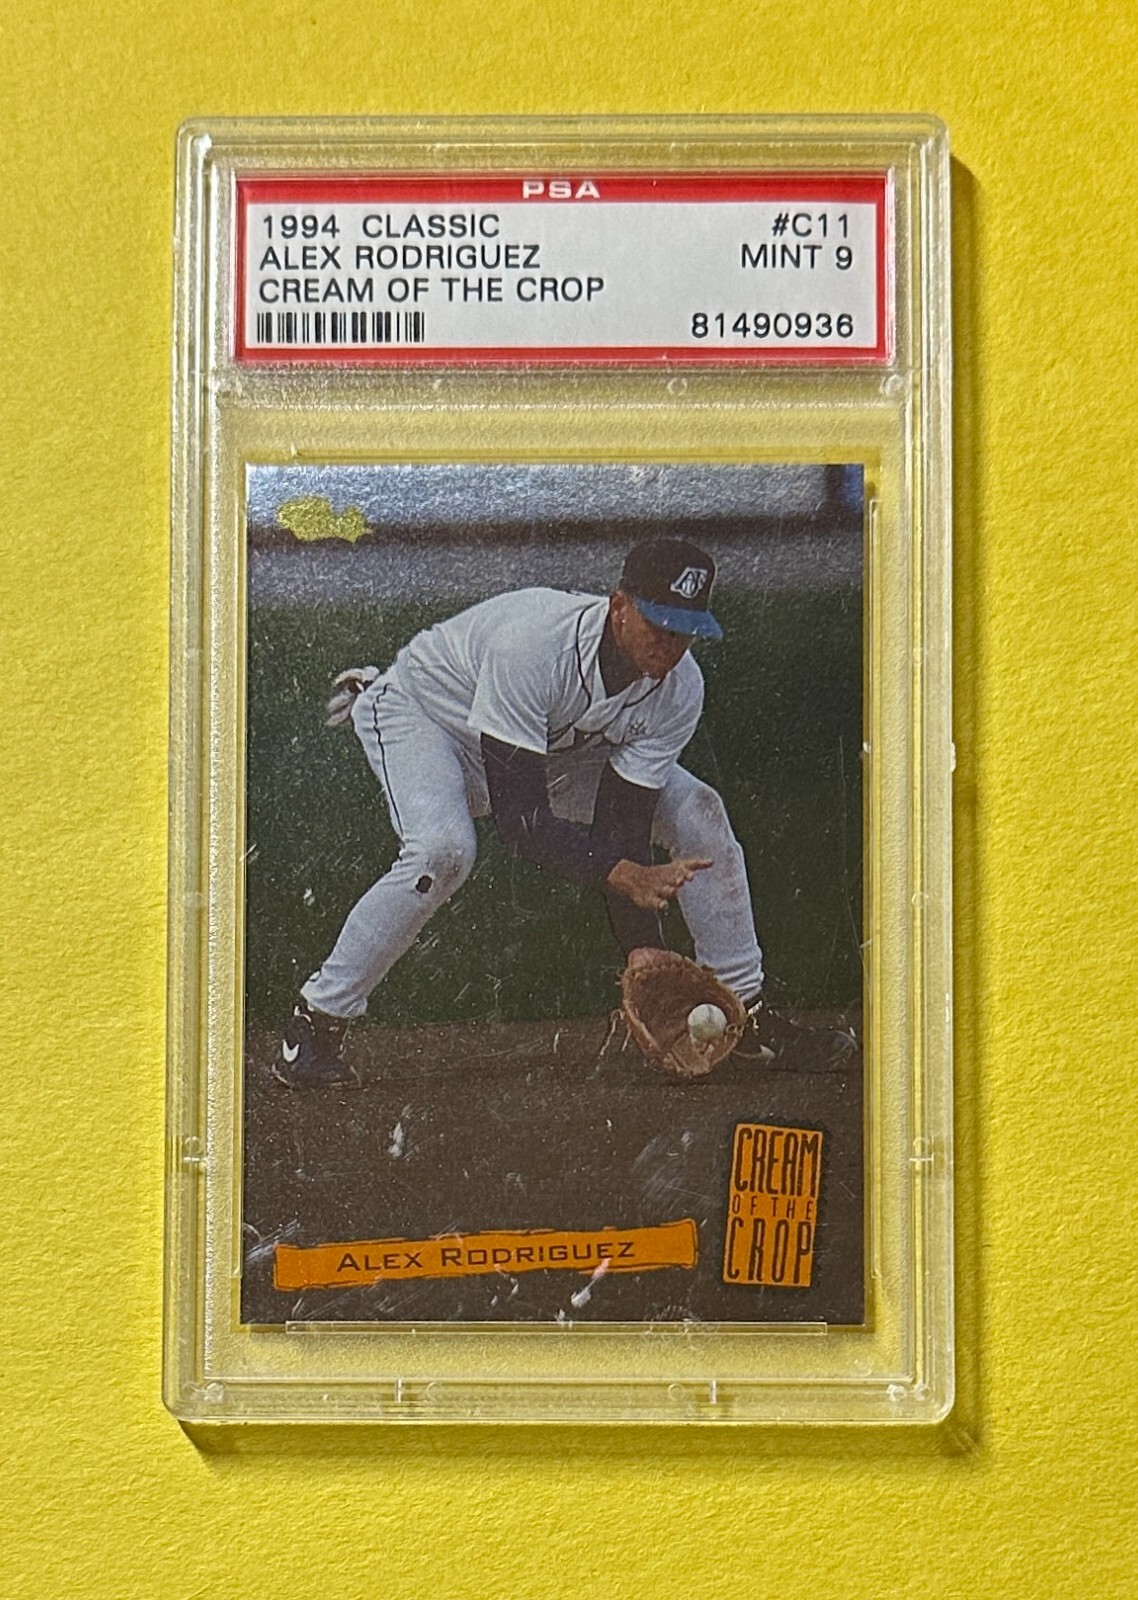 PSA
1994 CLASSIC #C11
ALEX RODRIGUEZ MINT 9
CREAM OF THE CROP
81490936
CREAM
OF THE
CROP
ALEX RODRIGUEZ